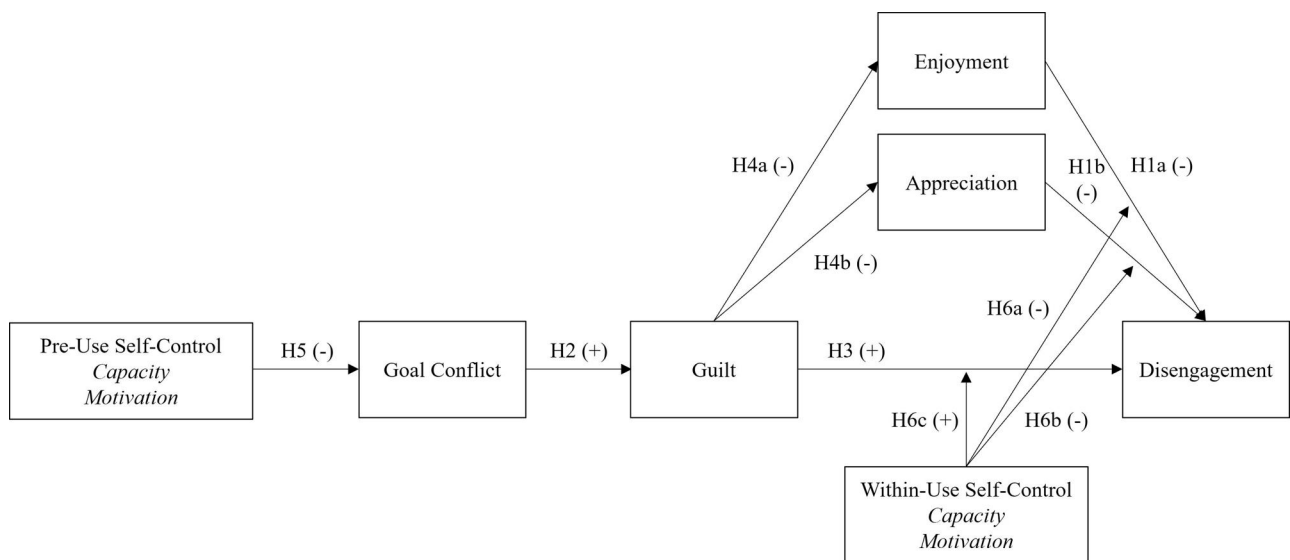 Enjoyment
H4a (-)
H1b
(-)
H1a (-)
Appreciation
H4b (-)
H6a (-)
Pre-Use Self-Control
Capacity
Motivation
H5 (-)
Goal Conflict
H2 (+)
Guilt
H3 (+)
Disengagement
H6c (+)
H6b (-)
Within-Use Self-Control
Capacity
Motivation